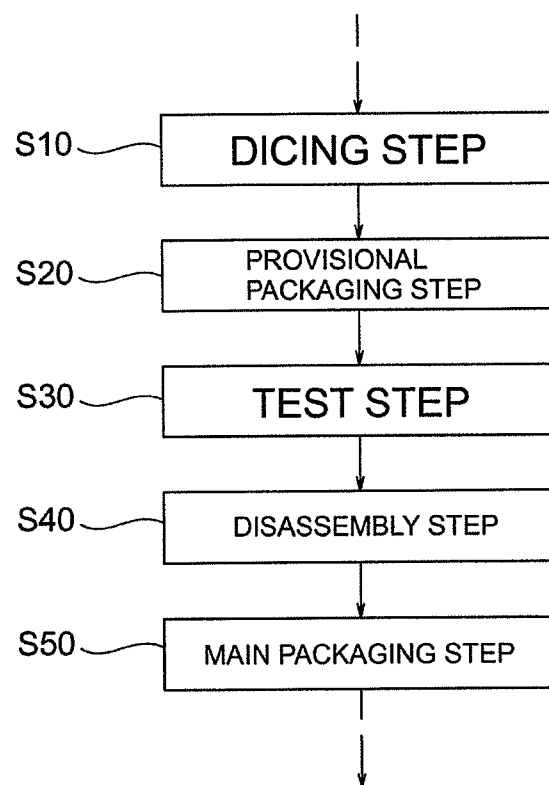 S10 DICING STEP
S20 PROVISIONAL
PACKAGING STEP
S30 TEST STEP
S40 DISASSEMBLY STEP
S50 MAIN PACKAGING STEP